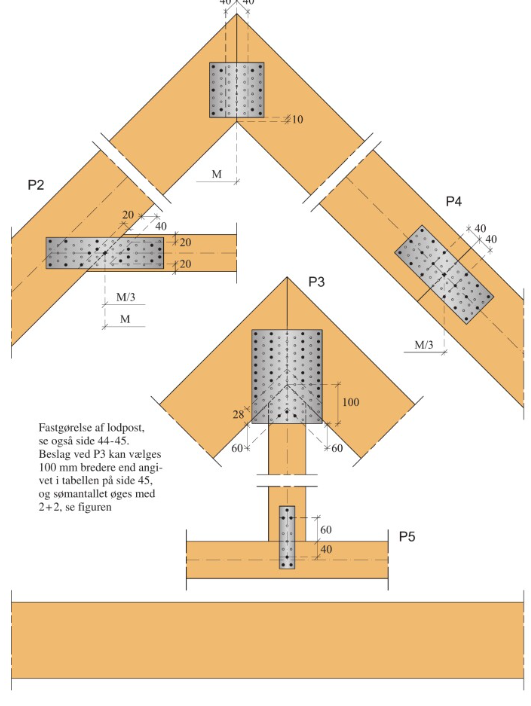 40 40
10
M
P2
P4
20
40
20
20
40
40
M/3
M
P3
M/3
100
28
60
60
Fastgørelse af lodpost,
se også side 44-45.
Beslag ved P3 kan vælges
100 mm bredere end angi-
vet i tabellen på side 45,
og sømantallet øges med
2+2, se figuren
60
P5
40